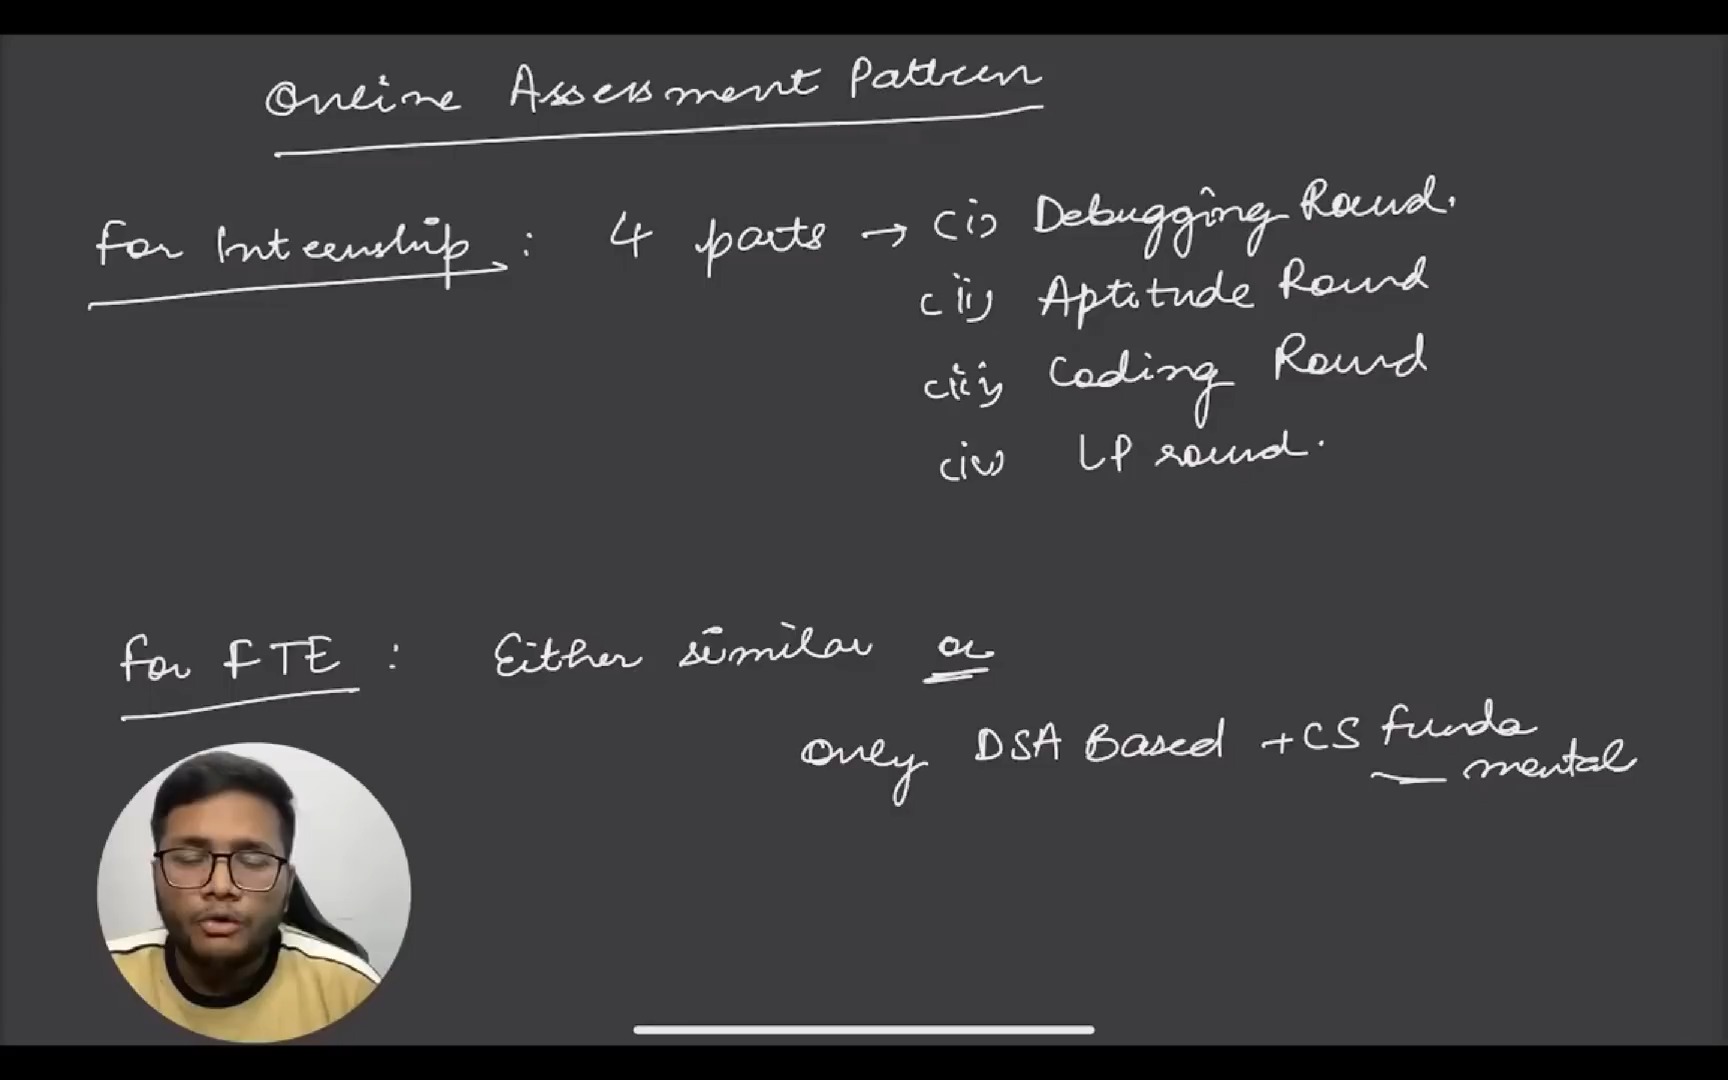 Online Assessment Pattern
For Internship : 4 parts → (i) Debugging Round.
(ii) Aptitude Round
(iii) Coding Round
(iv) LP round.
For FTE : Either similar or
only DSA Based + CS funda
mental